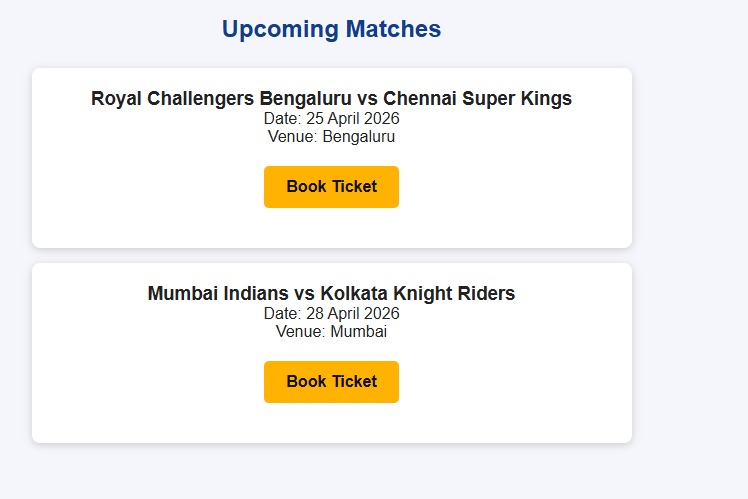 Upcoming Matches
Royal Challengers Bengaluru vs Chennai Super Kings
Date: 25 April 2026
Venue: Bengaluru
Book Ticket
Mumbai Indians vs Kolkata Knight Riders
Date: 28 April 2026
Venue: Mumbai
Book Ticket